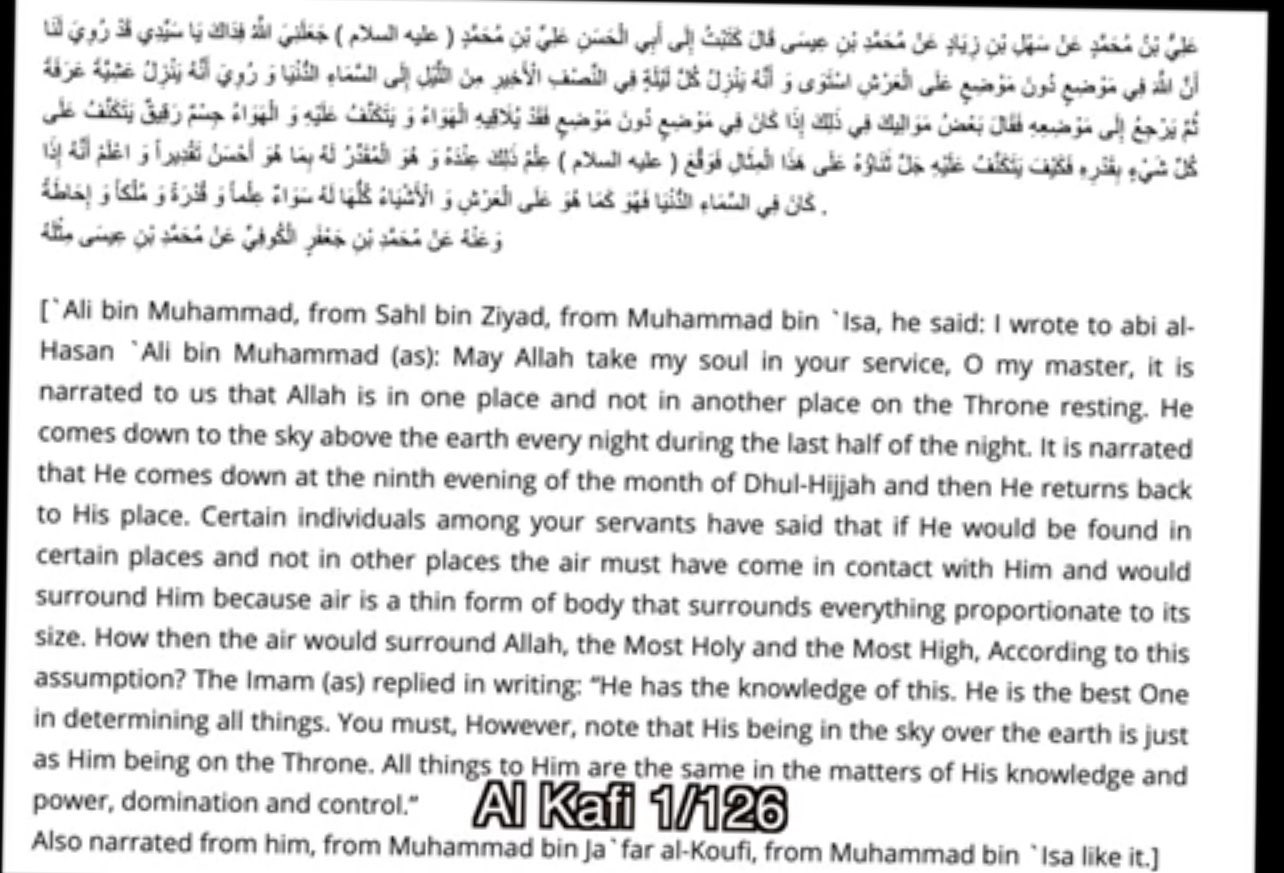 عَلِيُّ بْنُ مُحَمَّدٍ عَنْ سَهْلِ بْنِ زِيَادٍ عَنْ مُحَمَّدِ بْنِ عِيسَى قَالَ كَتَبْتُ إِلَى أَبِي الْحَسَنِ عَلِيِّ بْنِ مُحَمَّدٍ ( عليه السلام ) جَعَلَنِيَ اللَّهُ فِدَاكَ يَا سَيِّدِي قَدْ رُوِيَ لَنَا
أَنَّ اللَّهَ فِي مَوْضِعٍ دُونَ مَوْضِعٍ عَلَى الْعَرْشِ اسْتَوَى وَ أَنَّهُ يَنْزِلُ كُلَّ لَيْلَةٍ فِي النِّصْفِ الْأَخِيرِ مِنَ اللَّيْلِ إِلَى السَّمَاءِ الدُّنْيَا وَ رُوِيَ أَنَّهُ يَنْزِلُ عَشِيَّةَ عَرَفَةَ
ثُمَّ يَرْجِعُ إِلَى مَوْضِعِهِ فَقَالَ بَعْضُ مَوَالِيكَ فِي ذَلِكَ إِذَا كَانَ فِي مَوْضِعٍ دُونَ مَوْضِعٍ فَقَدْ يُلَاقِيهِ الْهَوَاءُ وَ يَتَكَنَّفُ عَلَيْهِ وَ الْهَوَاءُ جِسْمٌ رَقِيقٌ يَتَكَنَّفُ عَلَى
كُلِّ شَيْءٍ بِقَدْرِهِ فَكَيْفَ يَتَكَنَّفُ عَلَيْهِ جَلَّ ثَنَاؤُهُ عَلَى هَذَا الْمِثَالِ فَوَقَّعَ ( عليه السلام ) عِلْمُ ذَلِكَ عِنْدَهُ وَ هُوَ الْمُقَدِّرُ لَهُ بِمَا هُوَ أَحْسَنُ تَقْدِيراً وَ اعْلَمْ أَنَّهُ إِذَا
كَانَ فِي السَّمَاءِ الدُّنْيَا فَهُوَ كَمَا هُوَ عَلَى الْعَرْشِ وَ الْأَشْيَاءُ كُلُّهَا لَهُ سَوَاءٌ عِلْماً وَ قُدْرَةً وَ مُلْكاً وَ إِحَاطَةً .
وَ عَنْهُ عَنْ مُحَمَّدِ بْنِ جَعْفَرٍ الْكُوفِيِّ عَنْ مُحَمَّدِ بْنِ عِيسَى مِثْلَهُ
[`Ali bin Muhammad, from Sahl bin Ziyad, from Muhammad bin `Isa, he said: I wrote to abi al-
Hasan `Ali bin Muhammad (as): May Allah take my soul in your service, O my master, it is
narrated to us that Allah is in one place and not in another place on the Throne resting. He
comes down to the sky above the earth every night during the last half of the night. It is narrated
that He comes down at the ninth evening of the month of Dhul-Hijjah and then He returns back
to His place. Certain individuals among your servants have said that if He would be found in
certain places and not in other places the air must have come in contact with Him and would
surround Him because air is a thin form of body that surrounds everything proportionate to its
size. How then the air would surround Allah, the Most Holy and the Most High, According to this
assumption? The Imam (as) replied in writing: “He has the knowledge of this. He is the best One
in determining all things. You must, However, note that His being in the sky over the earth is just
as Him being on the Throne. All things to Him are the same in the matters of His knowledge and
power, domination and control.”
Al Kafi 1/126
Also narrated from him, from Muhammad bin Ja`far al-Koufi, from Muhammad bin `Isa like it.]